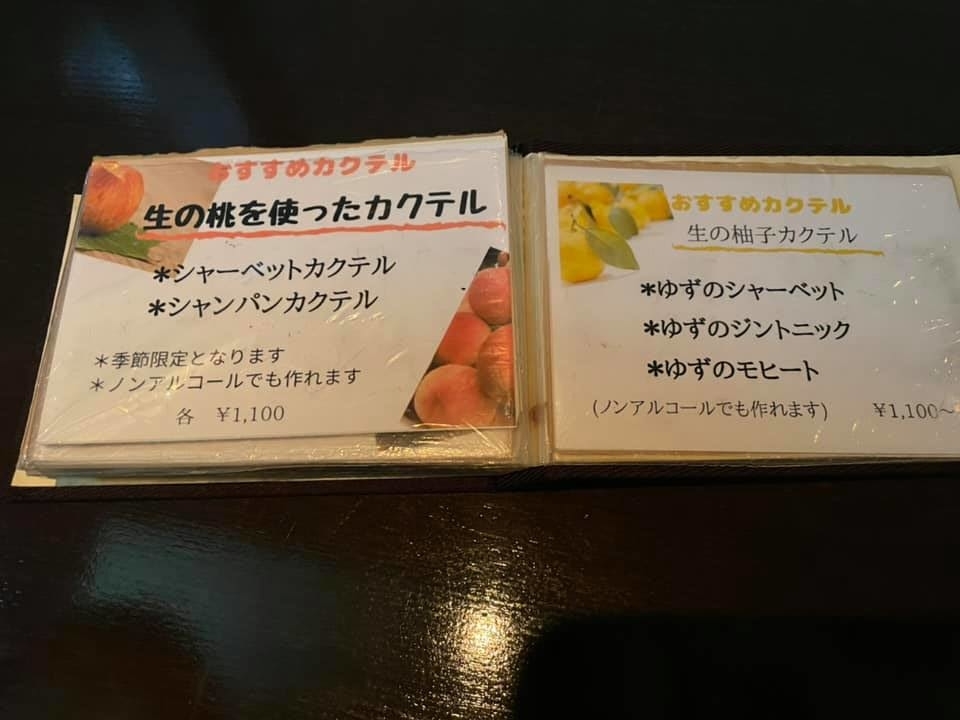 おすすめカクテル
生の桃を使ったカクテル
＊シャーベットカクテル
＊シャンパンカクテル
＊季節限定となります
＊ノンアルコールでも作れます
各 ¥1,100
おすすめカクテル
生の柚子カクテル
＊ゆずのシャーベット
＊ゆずのジントニック
＊ゆずのモヒート
(ノンアルコールでも作れます) ¥1,100～